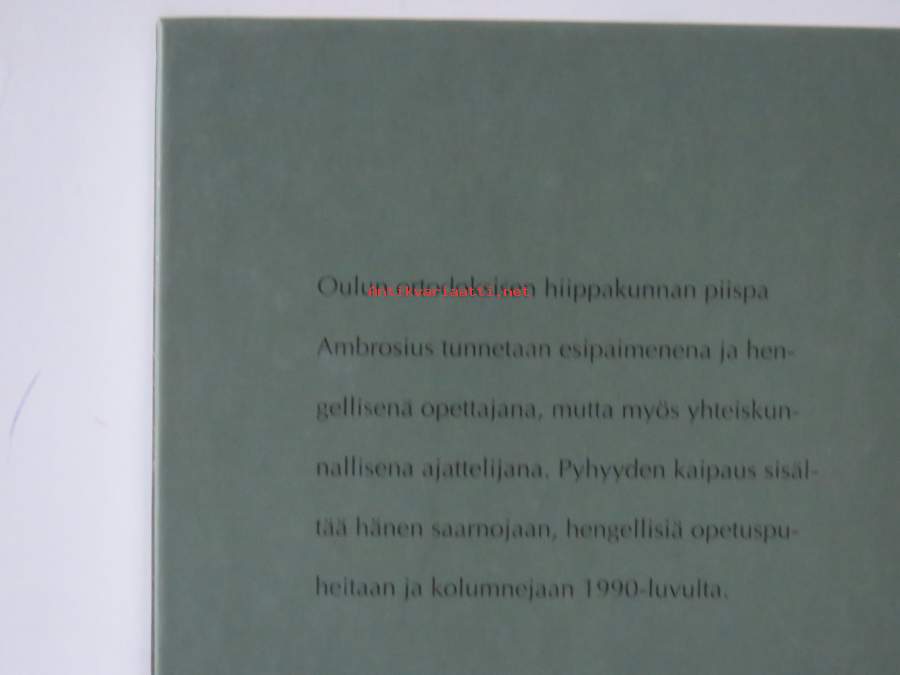 Oulun ortodoksisen hiippakunnan piispa
antikvariaatti.net
Ambrosius tunnetaan esipaimenena ja hen-
gellisenä opettajana, mutta myös yhteiskun-
nallisena ajattelijana. Pyhyyden kaipaus sisäl-
tää hänen saarnojaan, hengellisiä opetuspu-
heitaan ja kolumnejaan 1990-luvulta.